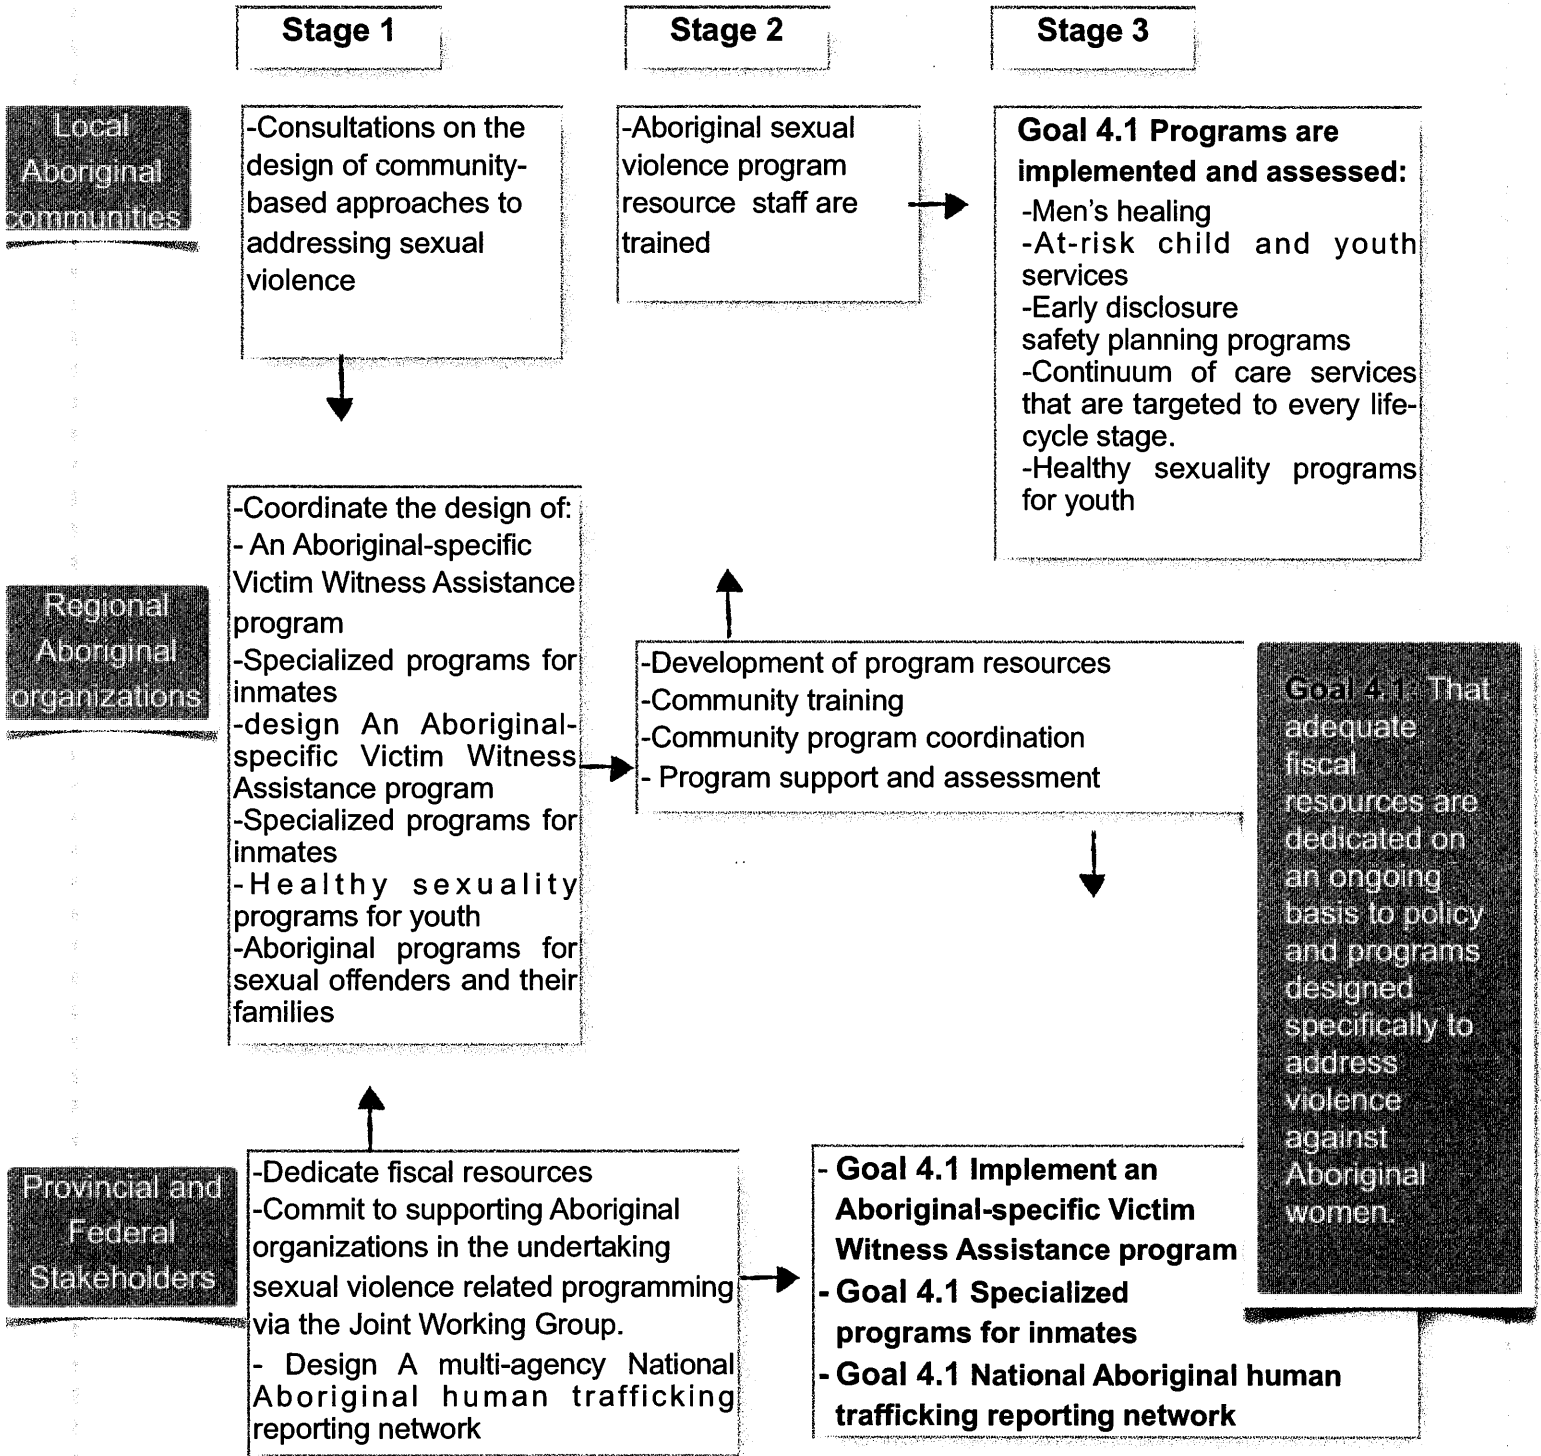 Stage 1
Stage 2
Stage 3
Local
Aboriginal
communities
-Consultations on the
design of community-
based approaches to
addressing sexual
violence
-Aboriginal sexual
violence program
resource staff are
trained
Goal 4.1 Programs are
implemented and assessed:
-Men's healing
-At-risk child and youth
services
-Early disclosure
safety planning programs
-Continuum of care services
that are targeted to every life-
cycle stage.
-Healthy sexuality programs
for youth
Regional
Aboriginal
organizations
-Coordinate the design of:
- An Aboriginal-specific
Victim Witness Assistance
program
-Specialized programs for
inmates
-design An Aboriginal-
specific Victim Witness
Assistance program
-Specialized programs for
inmates
-Healthy sexuality
programs for youth
-Aboriginal programs for
sexual offenders and their
families
-Development of program resources
-Community training
-Community program coordination
- Program support and assessment
Goal 4.1: That
adequate
fiscal
resources are
dedicated on
an ongoing
basis to policy
and programs
designed
specifically to
address
violence
against
Aboriginal
women.
Provincial and
Federal
Stakeholders
-Dedicate fiscal resources
-Commit to supporting Aboriginal
organizations in the undertaking
sexual violence related programming
via the Joint Working Group.
- Design A multi-agency National
Aboriginal human trafficking
reporting network
- Goal 4.1 Implement an
Aboriginal-specific Victim
Witness Assistance program
- Goal 4.1 Specialized
programs for inmates
- Goal 4.1 National Aboriginal human
trafficking reporting network